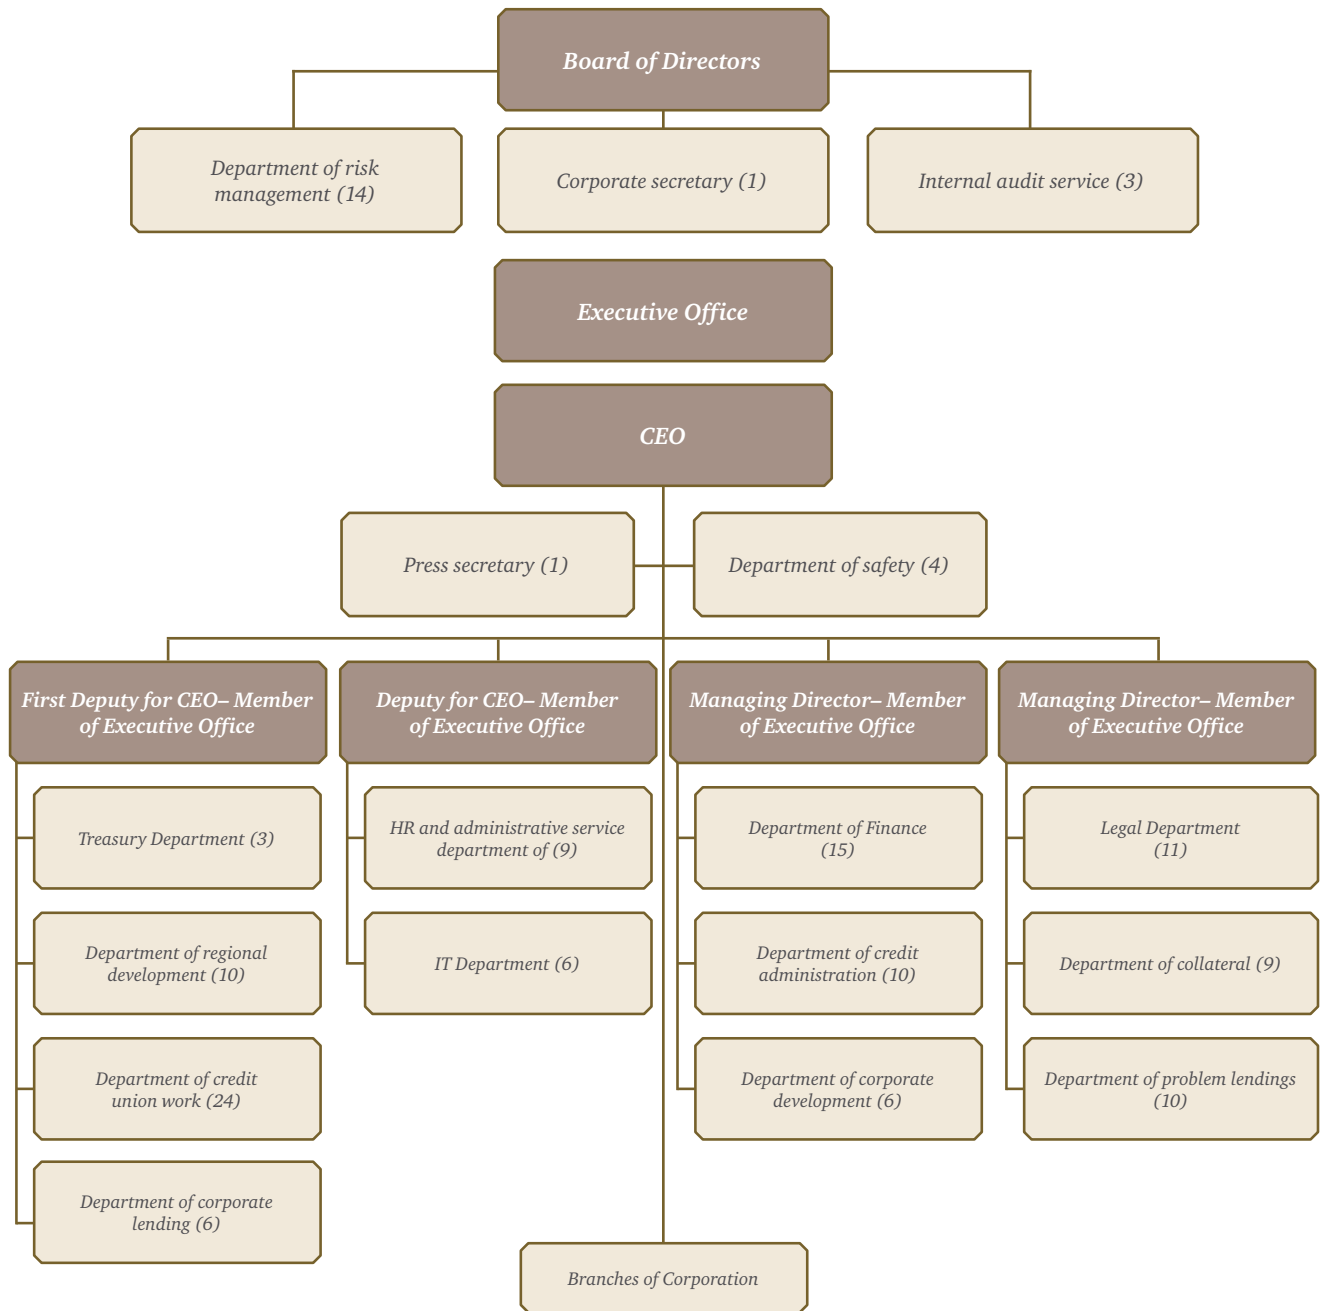 Board of Directors
Department of risk
management (14)
Corporate secretary (1)
Internal audit service (3)
Executive Office
CEO
Press secretary (1)
Department of safety (4)
First Deputy for CEO– Member
of Executive Office
Deputy for CEO– Member
of Executive Office
Managing Director– Member
of Executive Office
Managing Director– Member
of Executive Office
Treasury Department (3)
Department of regional
development (10)
Department of credit
union work (24)
Department of corporate
lending (6)
HR and administrative service
department of (9)
IT Department (6)
Department of Finance
(15)
Department of credit
administration (10)
Department of corporate
development (6)
Legal Department
(11)
Department of collateral (9)
Department of problem lendings
(10)
Branches of Corporation